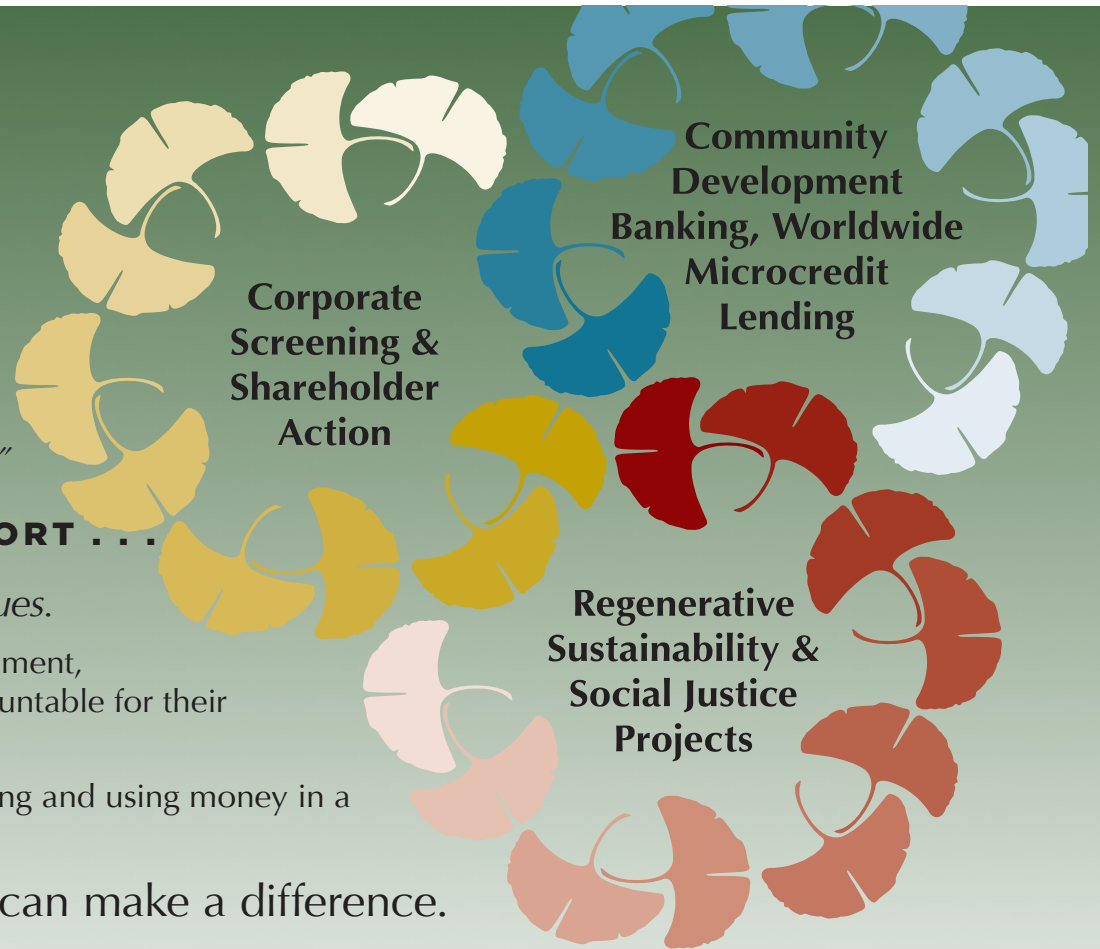 Community
Development
Banking, Worldwide
Microcredit
Lending
Corporate
Screening &
Shareholder
Action
”
ORT . . .
ues.
ment,
untable for their
ng and using money in a
can make a difference.
Regenerative
Sustainability &
Social Justice
Projects